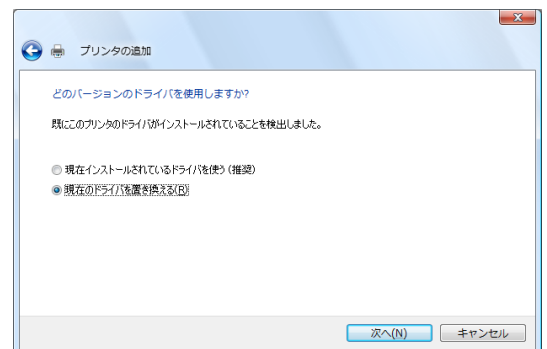 プリンタの追加
どのバージョンのドライバを使用しますか?
既にこのプリンタのドライバがインストールされていることを検出しました。
現在インストールされているドライバを使う(推奨)
現在のドライバを置き換える(R)
次へ(N)
キャンセル